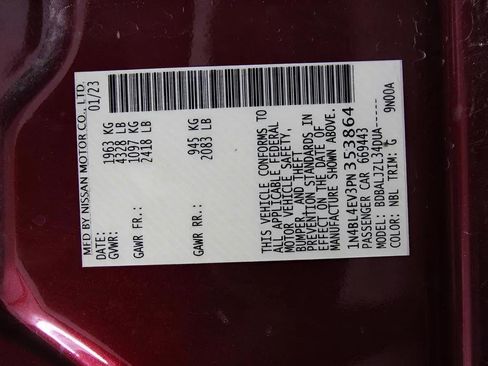 MFD BY NISSAN MOTOR CO., LTD.
DATE: 01/23
GVWR: 1963 KG
4328 LB
GAWR FR: 1097 KG
2418 LB
GAWR RR: 945 KG
2083 LB
THIS VEHICLE CONFORMS TO
ALL APPLICABLE FEDERAL
MOTOR VEHICLE SAFETY,
BUMPER, AND THEFT
PREVENTION STANDARDS IN
EFFECT ON THE DATE OF
MANUFACTURE SHOWN ABOVE.
1N4BL4EV3PN353864
PASSENGER CAR 669443
MODEL: BDBALJZL34DUA-----
COLOR: NBL TRIM: G 9N00A